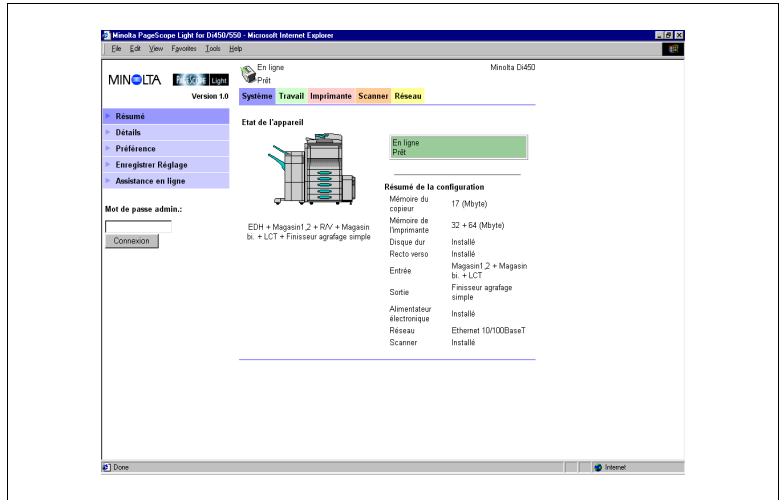 Minolta PageScope Light for Di450/550 - Microsoft Internet Explorer
File Edit View Favorites Tools Help
MINOLTA PAGESCOPE Light
Version 1.0
En ligne
Prêt
Minolta Di450
Système Travail Imprimante Scanner Réseau
Résumé
Détails
Préférence
Enregistrer Réglage
Assistance en ligne
Mot de passe admin.:
Connexion
Etat de l'appareil
EDH + Magasin1,2 + R/V + Magasin
bi. + LCT + Finisseur agrafage simple
En ligne
Prêt
Résumé de la configuration
Mémoire du
copieur
17 (Mbyte)
Mémoire de
l'imprimante
32 + 64 (Mbyte)
Disque dur Installé
Recto verso Installé
Entrée
Magasin1,2 + Magasin
bi. + LCT
Sortie
Finisseur agrafage
simple
Alimentateur
électronique
Installé
Réseau Ethernet 10/100BaseT
Scanner Installé
Done
Internet